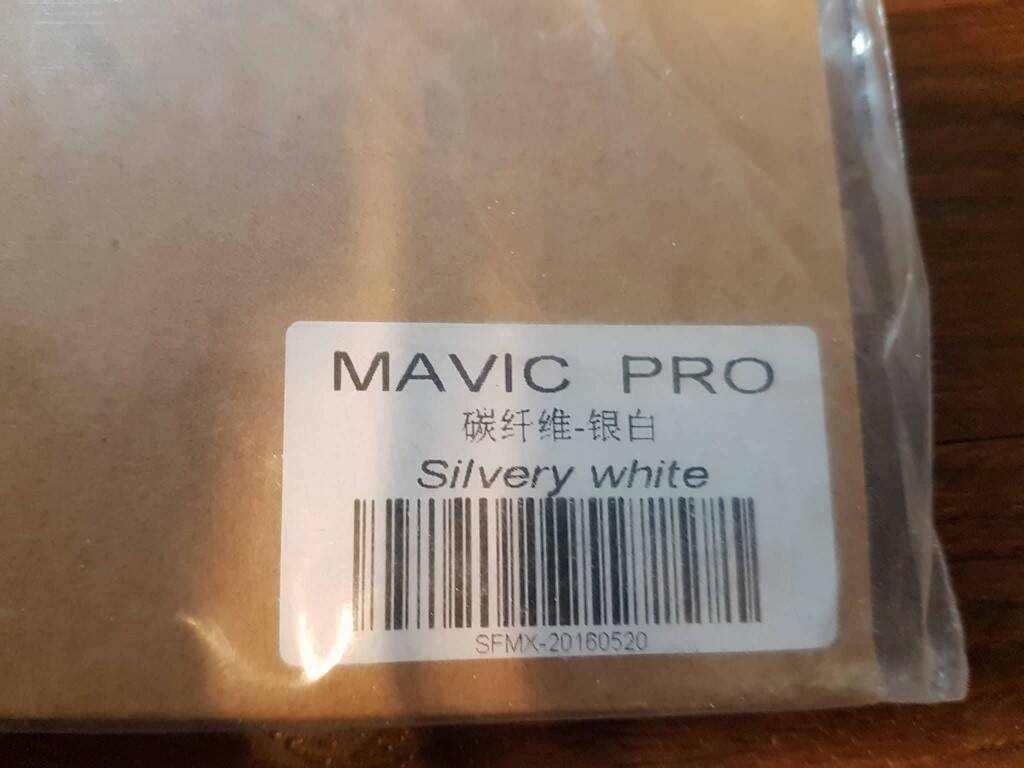 MAVIC PRO
碳纤维-银白
Silvery white
SFMX-20160520